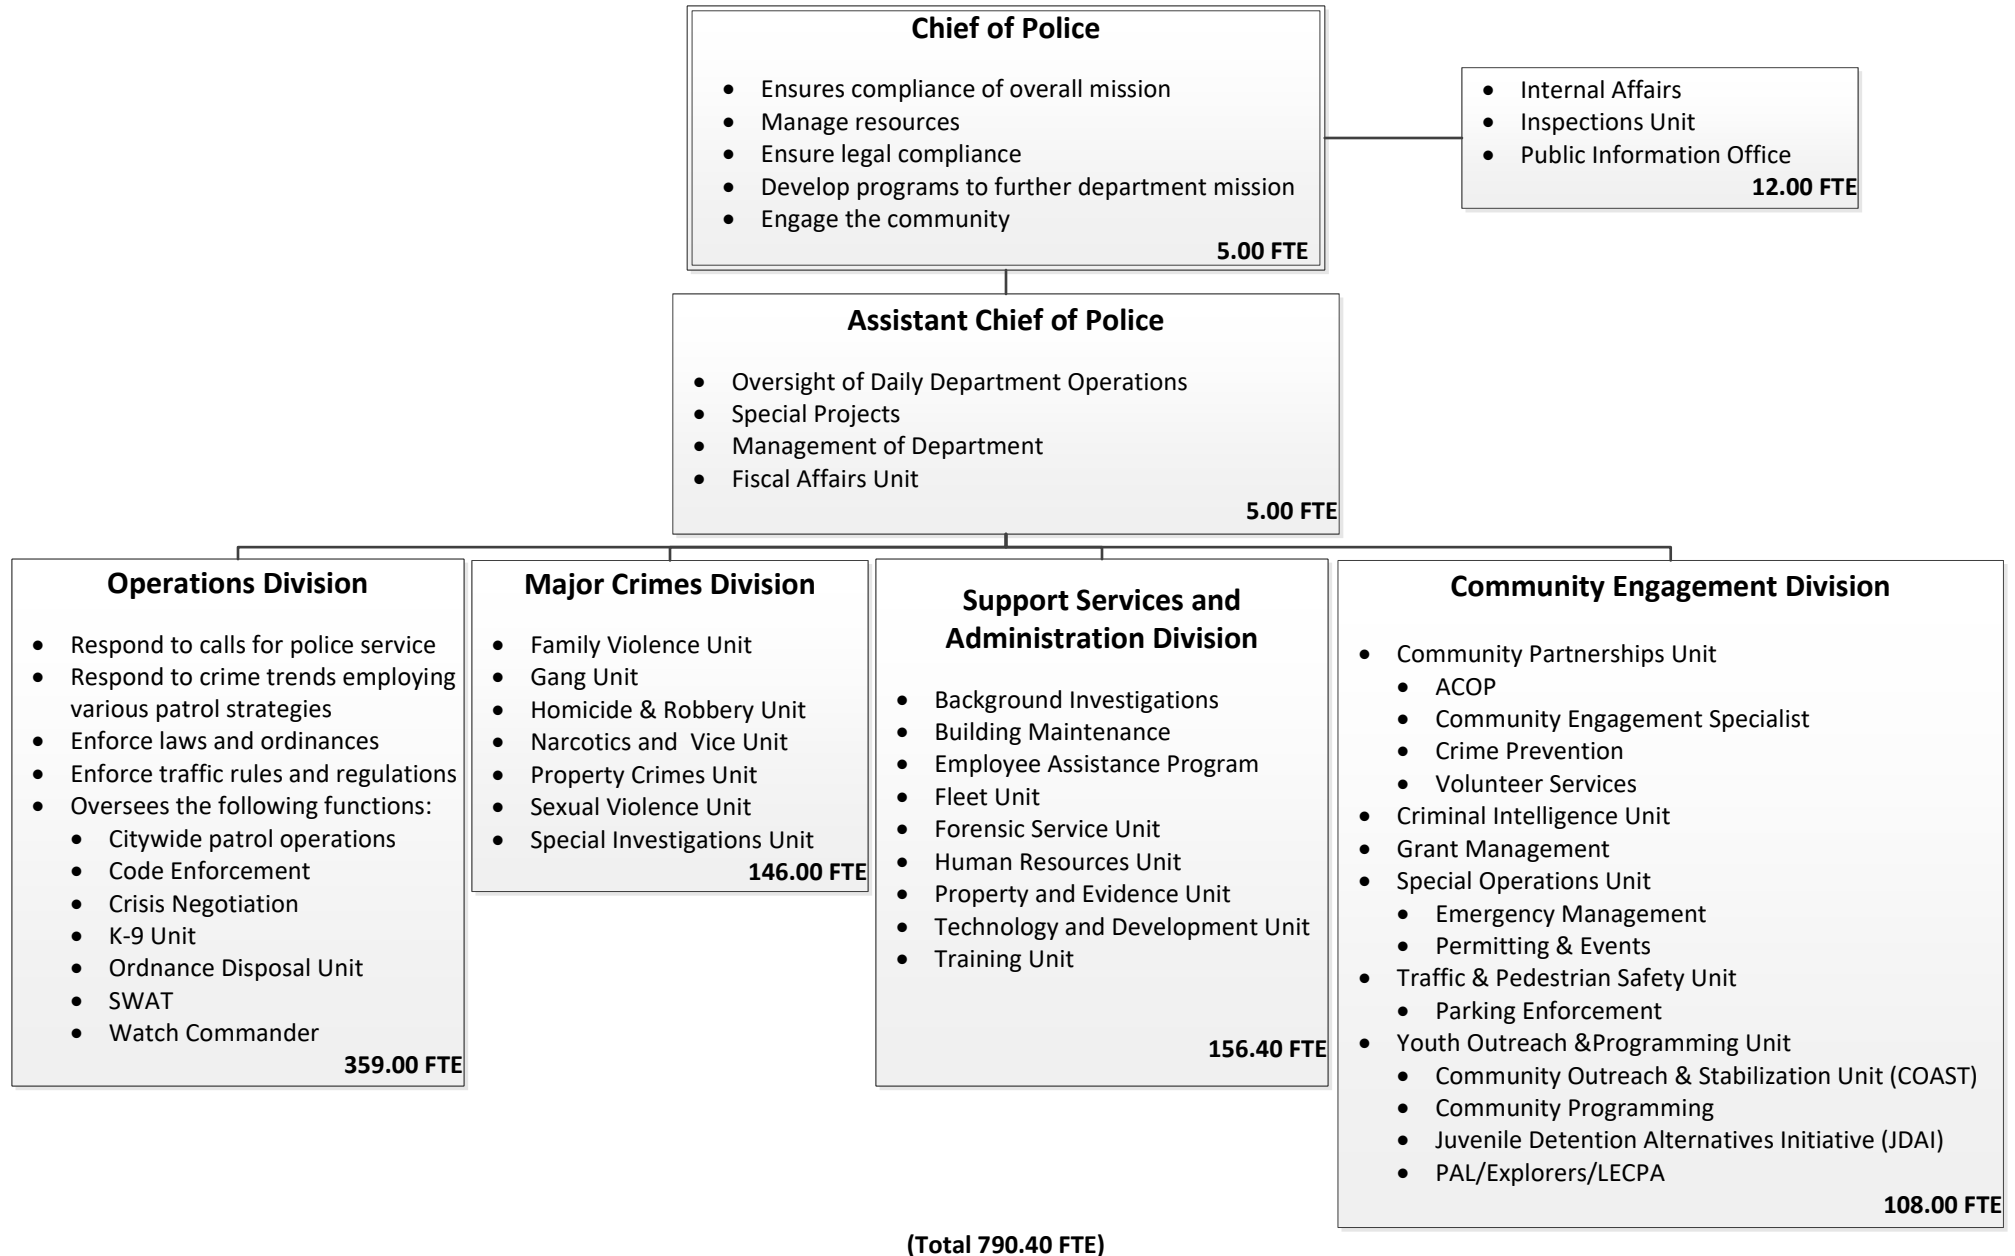 Chief of Police
• Ensures compliance of overall mission
• Manage resources
• Ensure legal compliance
• Develop programs to further department mission
• Engage the community
5.00 FTE
• Internal Affairs
• Inspections Unit
• Public Information Office
12.00 FTE
Assistant Chief of Police
• Oversight of Daily Department Operations
• Special Projects
• Management of Department
• Fiscal Affairs Unit
5.00 FTE
Operations Division
• Respond to calls for police service
• Respond to crime trends employing
various patrol strategies
• Enforce laws and ordinances
• Enforce traffic rules and regulations
• Oversees the following functions:
• Citywide patrol operations
• Code Enforcement
• Crisis Negotiation
• K-9 Unit
• Ordnance Disposal Unit
• SWAT
• Watch Commander
359.00 FTE
Major Crimes Division
• Family Violence Unit
• Gang Unit
• Homicide & Robbery Unit
• Narcotics and Vice Unit
• Property Crimes Unit
• Sexual Violence Unit
• Special Investigations Unit
146.00 FTE
Support Services and
Administration Division
• Background Investigations
• Building Maintenance
• Employee Assistance Program
• Fleet Unit
• Forensic Service Unit
• Human Resources Unit
• Property and Evidence Unit
• Technology and Development Unit
• Training Unit
156.40 FTE
Community Engagement Division
• Community Partnerships Unit
• ACOP
• Community Engagement Specialist
• Crime Prevention
• Volunteer Services
• Criminal Intelligence Unit
• Grant Management
• Special Operations Unit
• Emergency Management
• Permitting & Events
• Traffic & Pedestrian Safety Unit
• Parking Enforcement
• Youth Outreach &Programming Unit
• Community Outreach & Stabilization Unit (COAST)
• Community Programming
• Juvenile Detention Alternatives Initiative (JDAI)
• PAL/Explorers/LECPA
108.00 FTE
(Total 790.40 FTE)